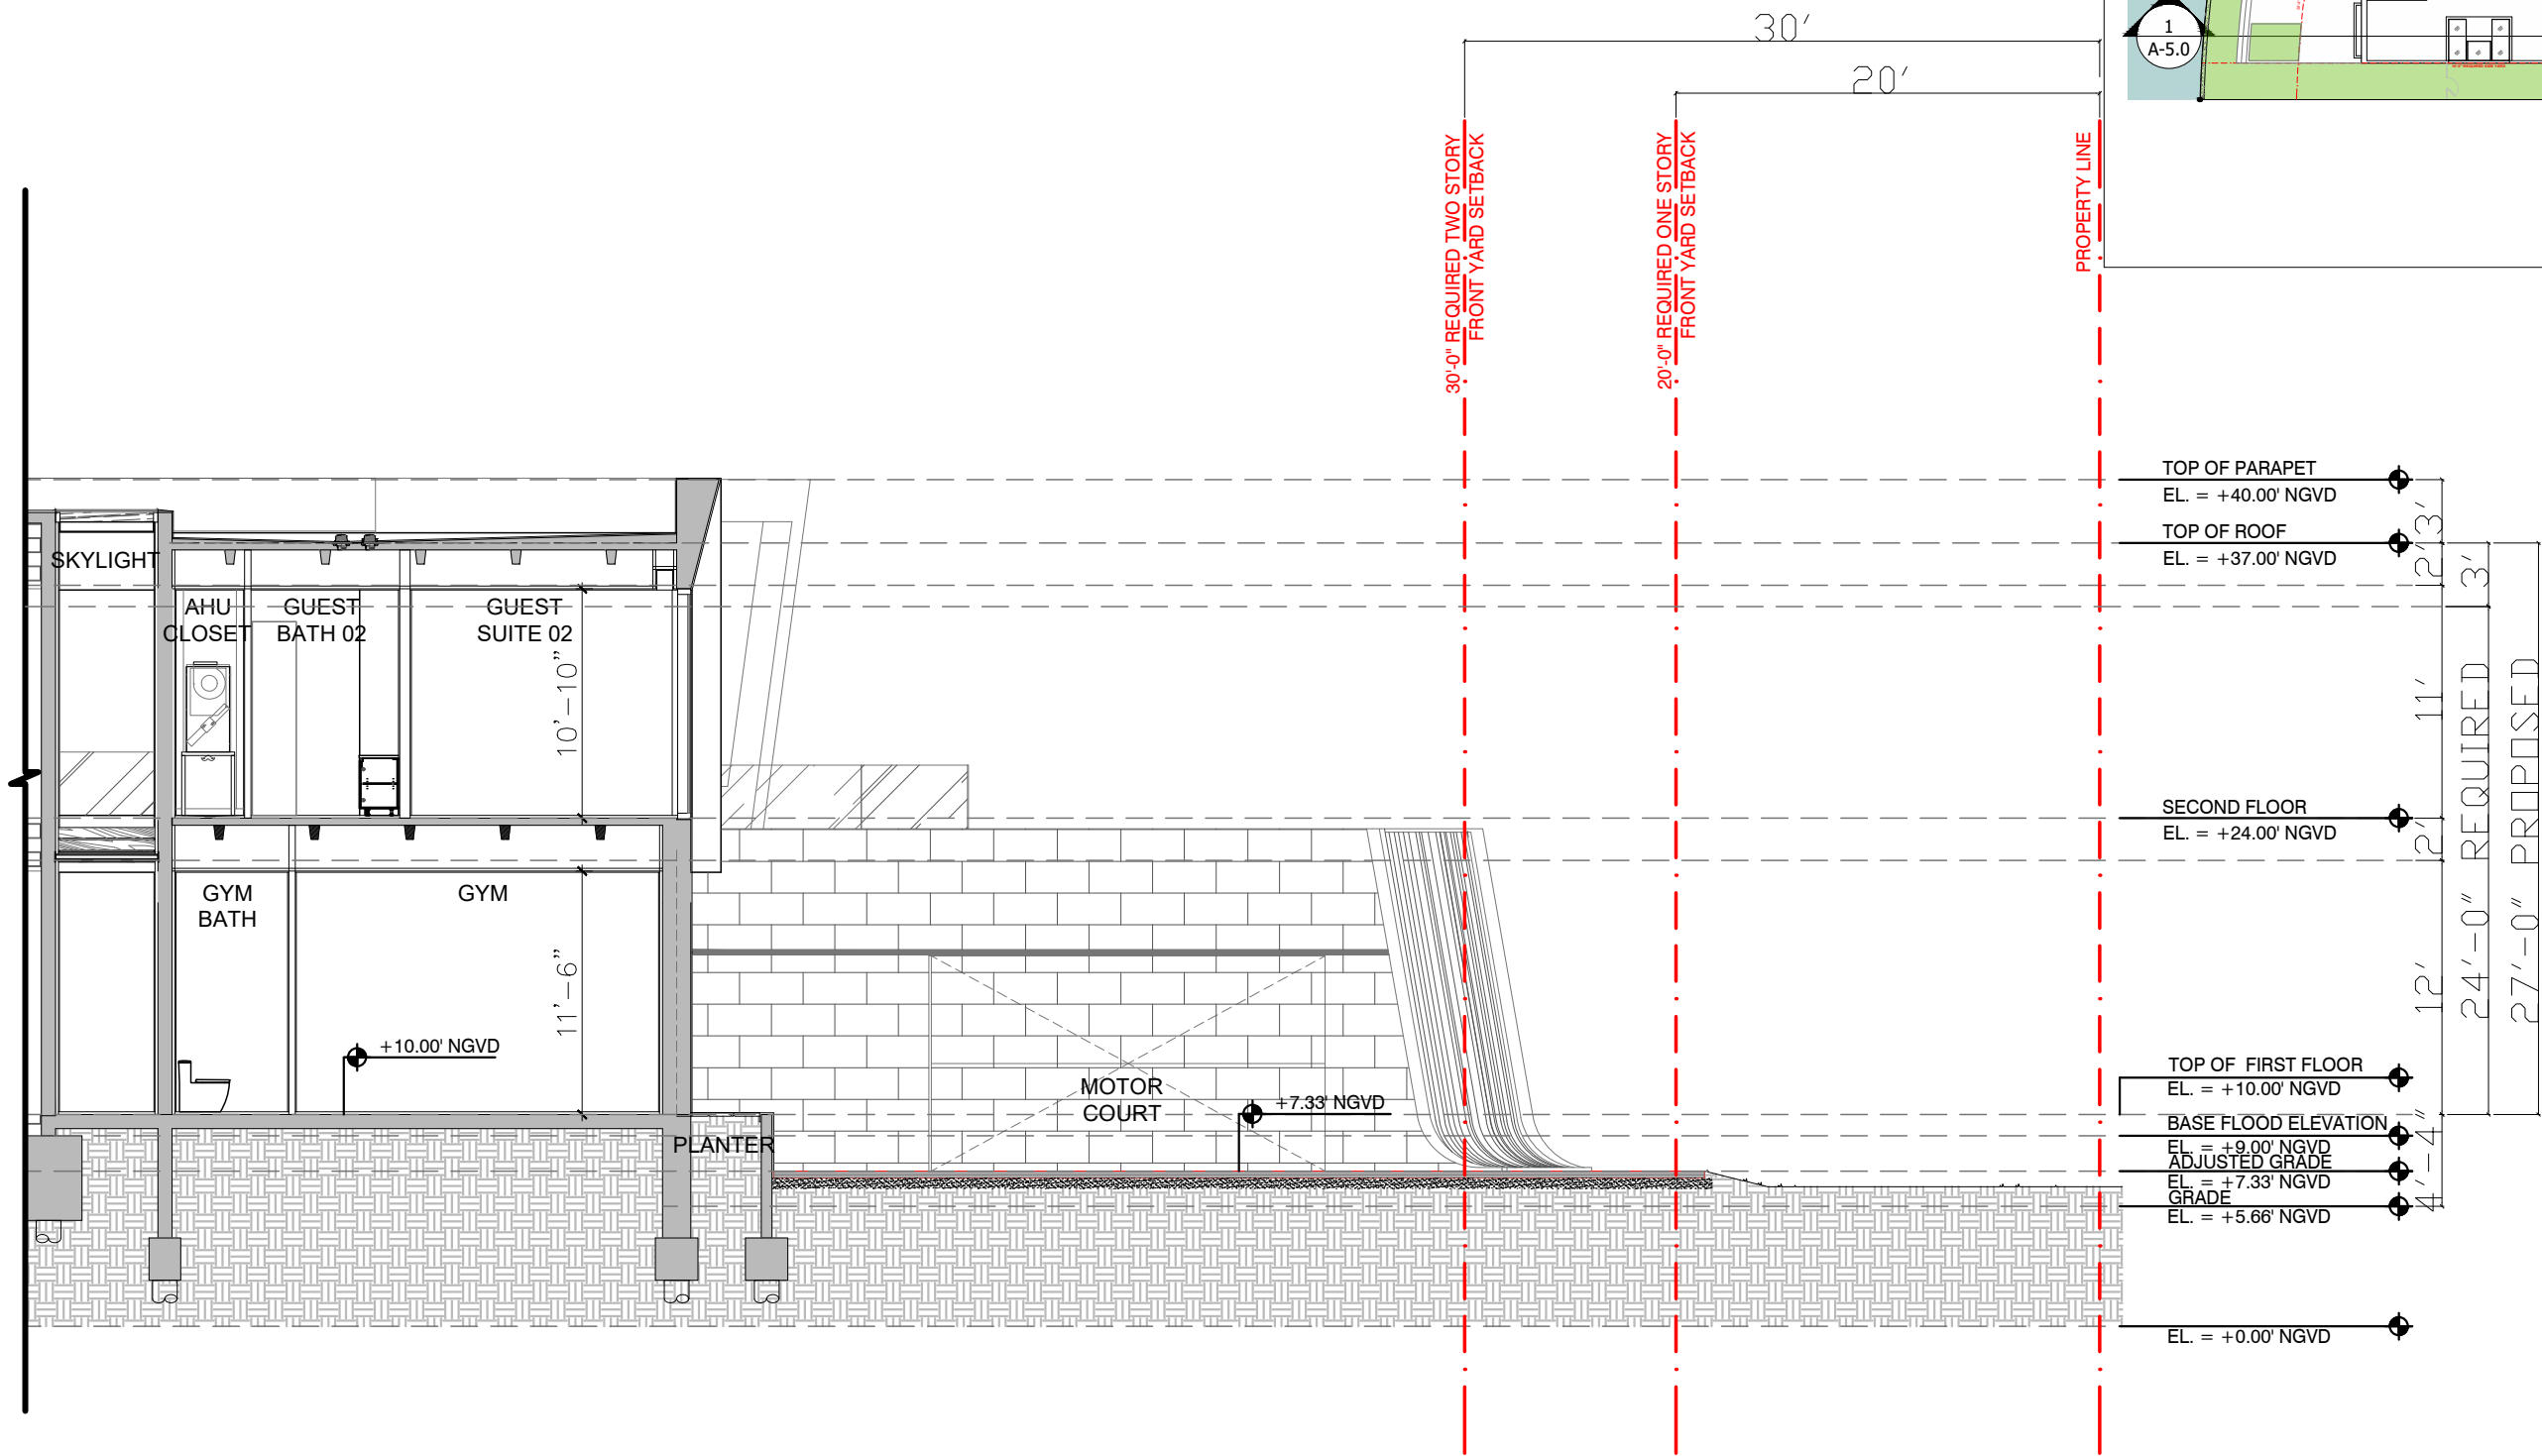 30'
20'
1
A-5.0
30'-0" REQUIRED TWO STORY
FRONT YARD SETBACK
20'-0" REQUIRED ONE STORY
FRONT YARD SETBACK
PROPERTY LINE
TOP OF PARAPET
EL. = +40.00' NGVD
3'
TOP OF ROOF
EL. = +37.00' NGVD
2'
3'
SKYLIGHT
AHU
CLOSET
GUEST
BATH 02
GUEST
SUITE 02
10'-10"
11'
24'-0" REQUIRED
27'-0" PROPOSED
SECOND FLOOR
EL. = +24.00' NGVD
2'
GYM
BATH
GYM
11'-6"
12'
+10.00' NGVD
MOTOR
COURT
+7.33' NGVD
PLANTER
TOP OF FIRST FLOOR
EL. = +10.00' NGVD
BASE FLOOD ELEVATION
EL. = +9.00' NGVD
ADJUSTED GRADE
EL. = +7.33' NGVD
GRADE
EL. = +5.66' NGVD
4'-4"
EL. = +0.00' NGVD